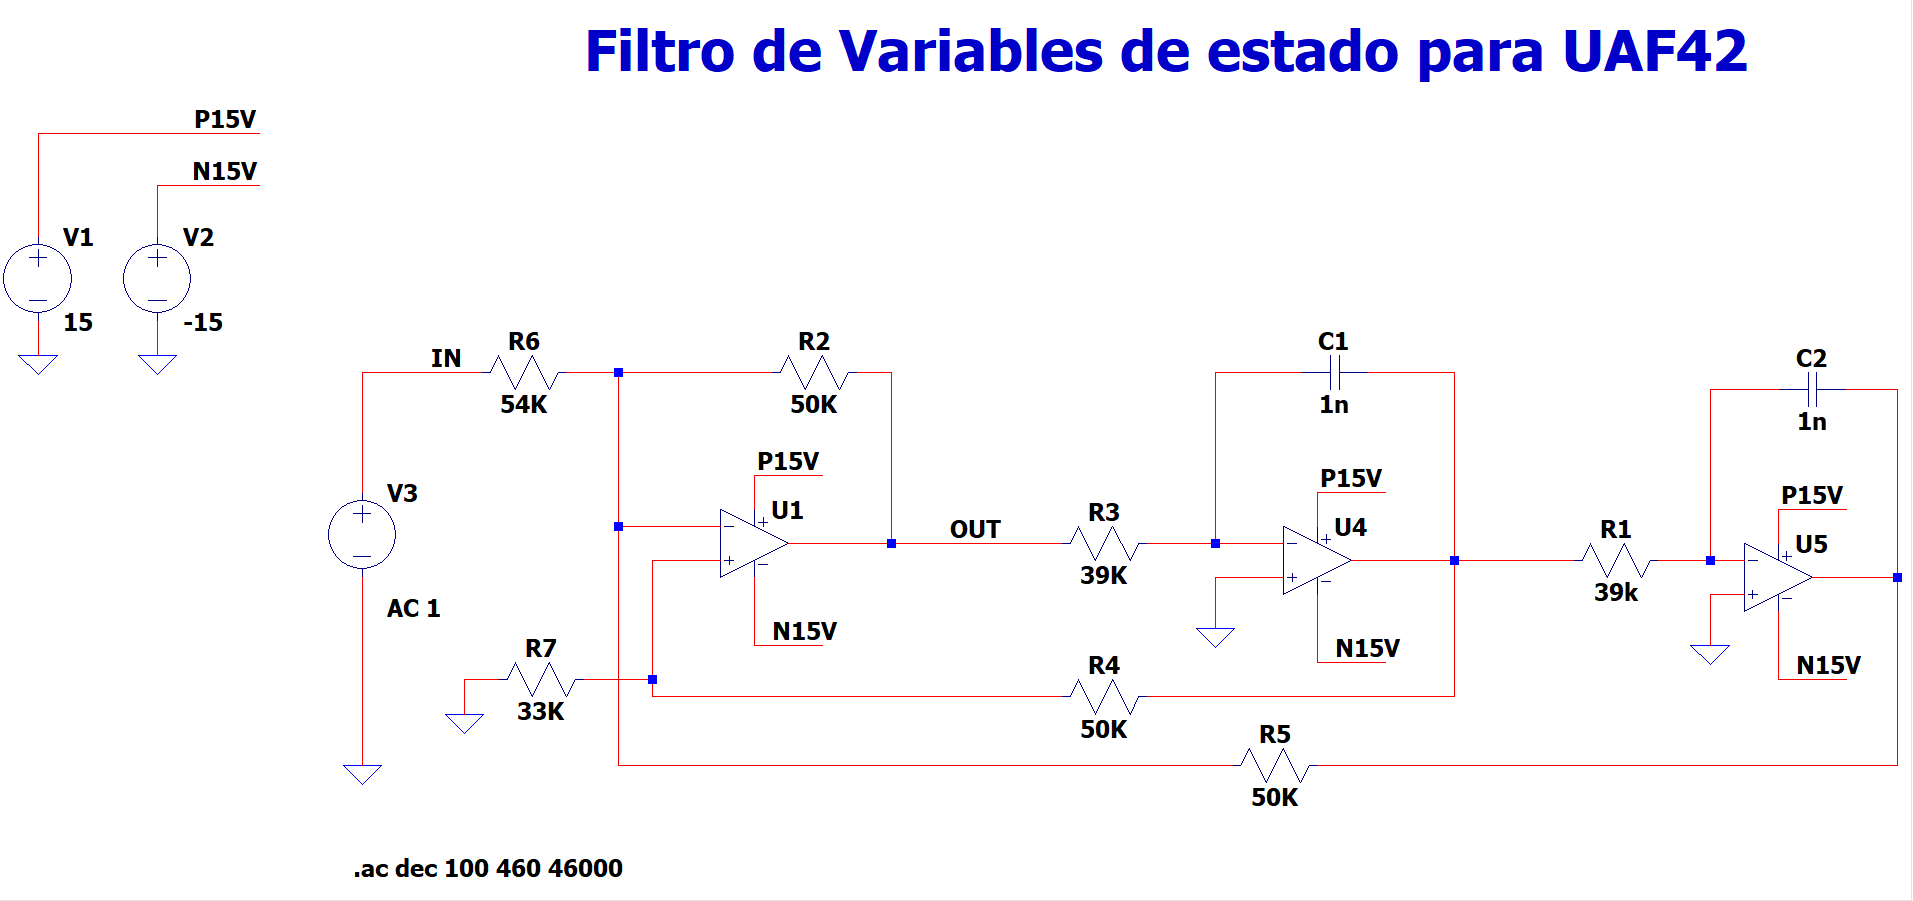 Filtro de Variables de estado para UAF42
P15V
N15V
V1
15
V2
-15
IN
R6
54K
R2
50K
C1
1n
C2
1n
V3
AC 1
P15V
U1
N15V
OUT
R3
39K
P15V
U4
N15V
R1
39k
P15V
U5
N15V
R7
33K
R4
50K
R5
50K
.ac dec 100 460 46000